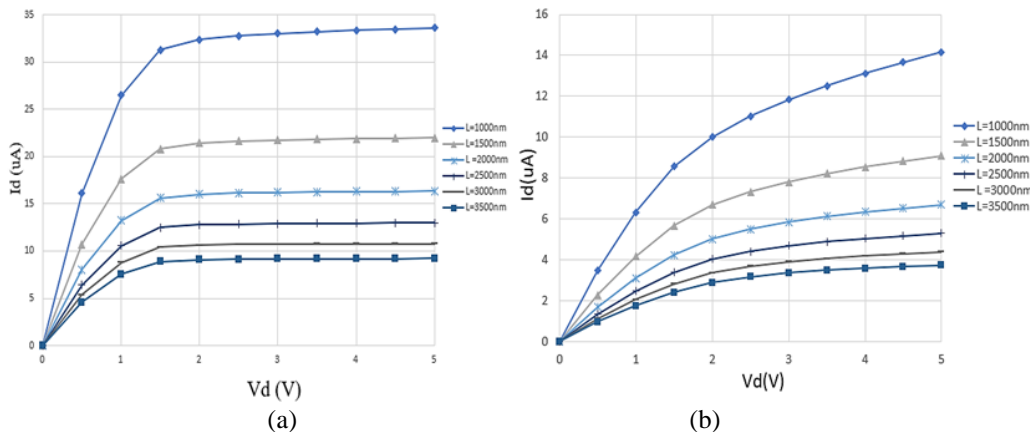 35
30
25
20
15
10
5
0
Id (uA)
0 1 2 3 4 5
Vd (V)
L=1000nm
L=1500nm
L =2000nm
L=2500nm
L=3000nm
L=3500nm
(a)
16
14
12
10
8
6
4
2
0
Id(uA)
0 1 2 3 4 5
Vd(V)
L=1000nm
L=1500nm
L=2000nm
L=2500nm
L =3000nm
L=3500nm
(b)